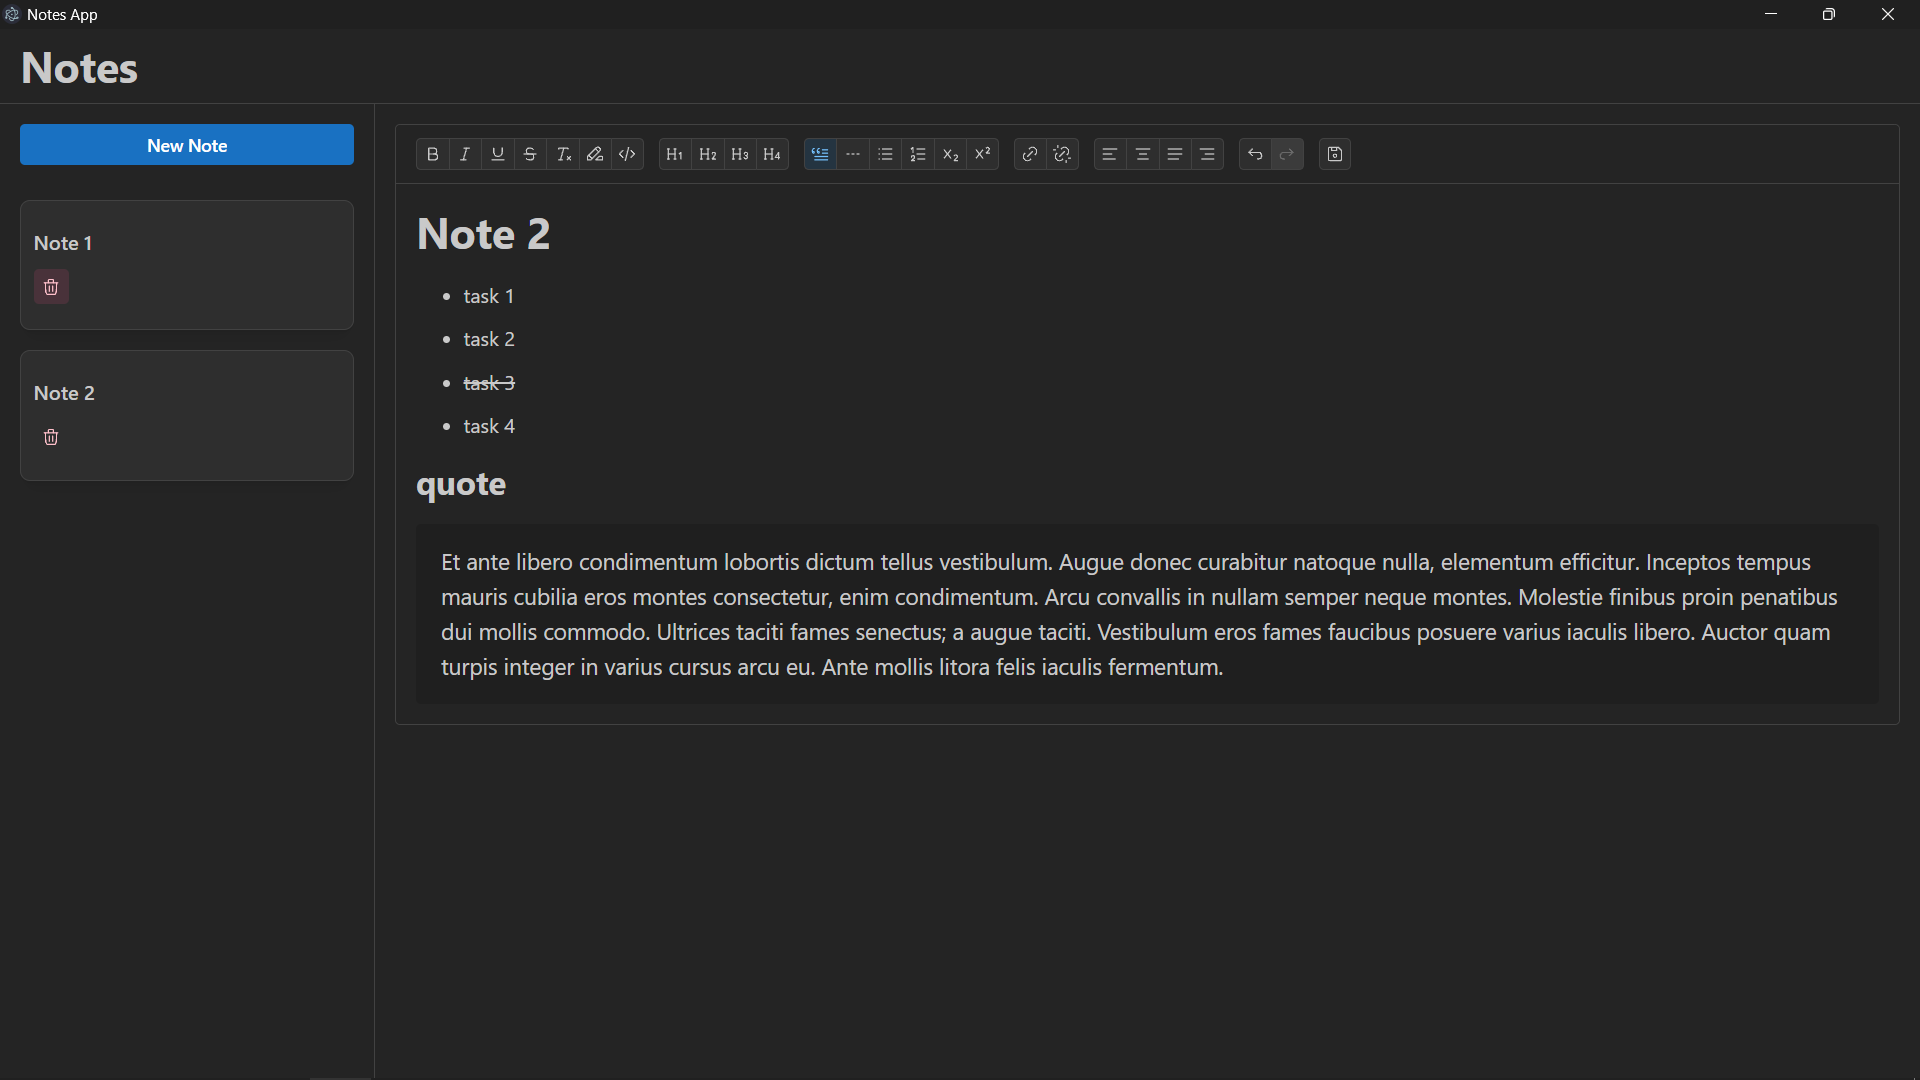 Notes App
Notes
New Note
Note 1
Note 2
H1 H2 H3 H4
X2 X2
Note 2
task 1
task 2
task 3
task 4
quote
Et ante libero condimentum lobortis dictum tellus vestibulum. Augue donec curabitur natoque nulla, elementum efficitur. Inceptos tempus
mauris cubilia eros montes consectetur, enim condimentum. Arcu convallis in nullam semper neque montes. Molestie finibus proin penatibus
dui mollis commodo. Ultrices taciti fames senectus; a augue taciti. Vestibulum eros fames faucibus posuere varius iaculis libero. Auctor quam
turpis integer in varius cursus arcu eu. Ante mollis litora felis iaculis fermentum.